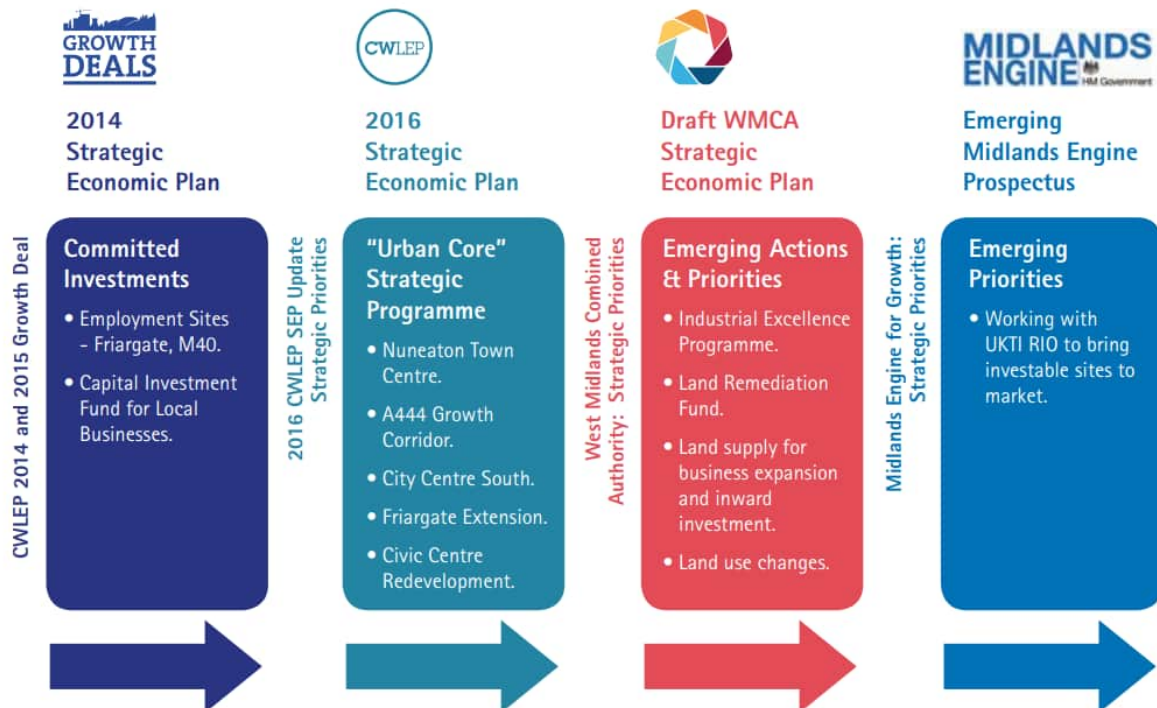 GROWTH
DEALS
2014
Strategic
Economic Plan
CWLEP 2014 and 2015 Growth Deal
Committed
Investments
• Employment Sites
- Friargate, M40.
• Capital Investment
Fund for Local
Businesses.
CWLEP
2016
Strategic
Economic Plan
2016 CWLEP SEP Update
Strategic Priorities
“Urban Core”
Strategic
Programme
• Nuneaton Town
Centre.
• A444 Growth
Corridor.
• City Centre South.
• Friargate Extension.
• Civic Centre
Redevelopment.
Draft WMCA
Strategic
Economic Plan
West Midlands Combined
Authority: Strategic Priorities
Emerging Actions
& Priorities
• Industrial Excellence
Programme.
• Land Remediation
Fund.
• Land supply for
business expansion
and inward
investment.
• Land use changes.
MIDLANDS
ENGINE
HM Government
Emerging
Midlands Engine
Prospectus
Midlands Engine for Growth:
Strategic Priorities
Emerging
Priorities
• Working with
UKTI RIO to bring
investable sites to
market.